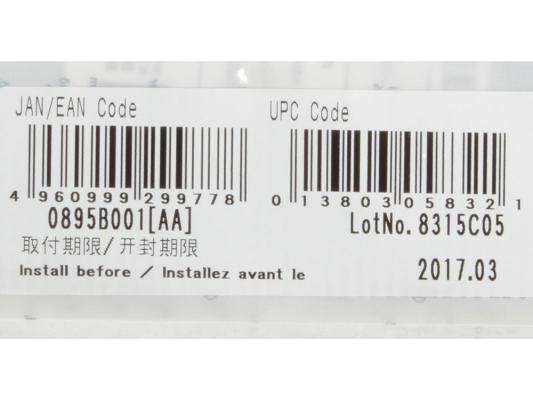 JAN/EAN Code
UPC Code
4 960999 299778
0 13803 05832 1
0895B001[AA]
LotNo. 8315C05
取付期限/开封期限
Install before / Installez avant le
2017.03